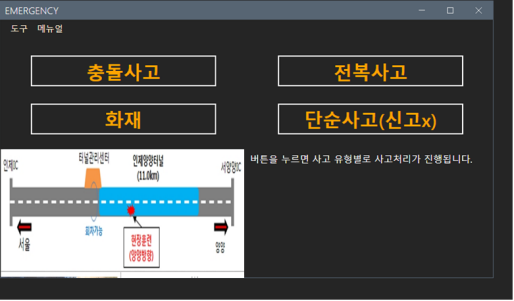 EMERGENCY
도구 메뉴얼
충돌사고 전복사고
화재 단순사고(신고x)
버튼을 누르면 사고 유형별로 사고처리가 진행됩니다.
인제IC 터널관리센터 인제양양터널 서양양IC
(11.0km)
회차가능
서울 현장훈련 양양
(양양방향)